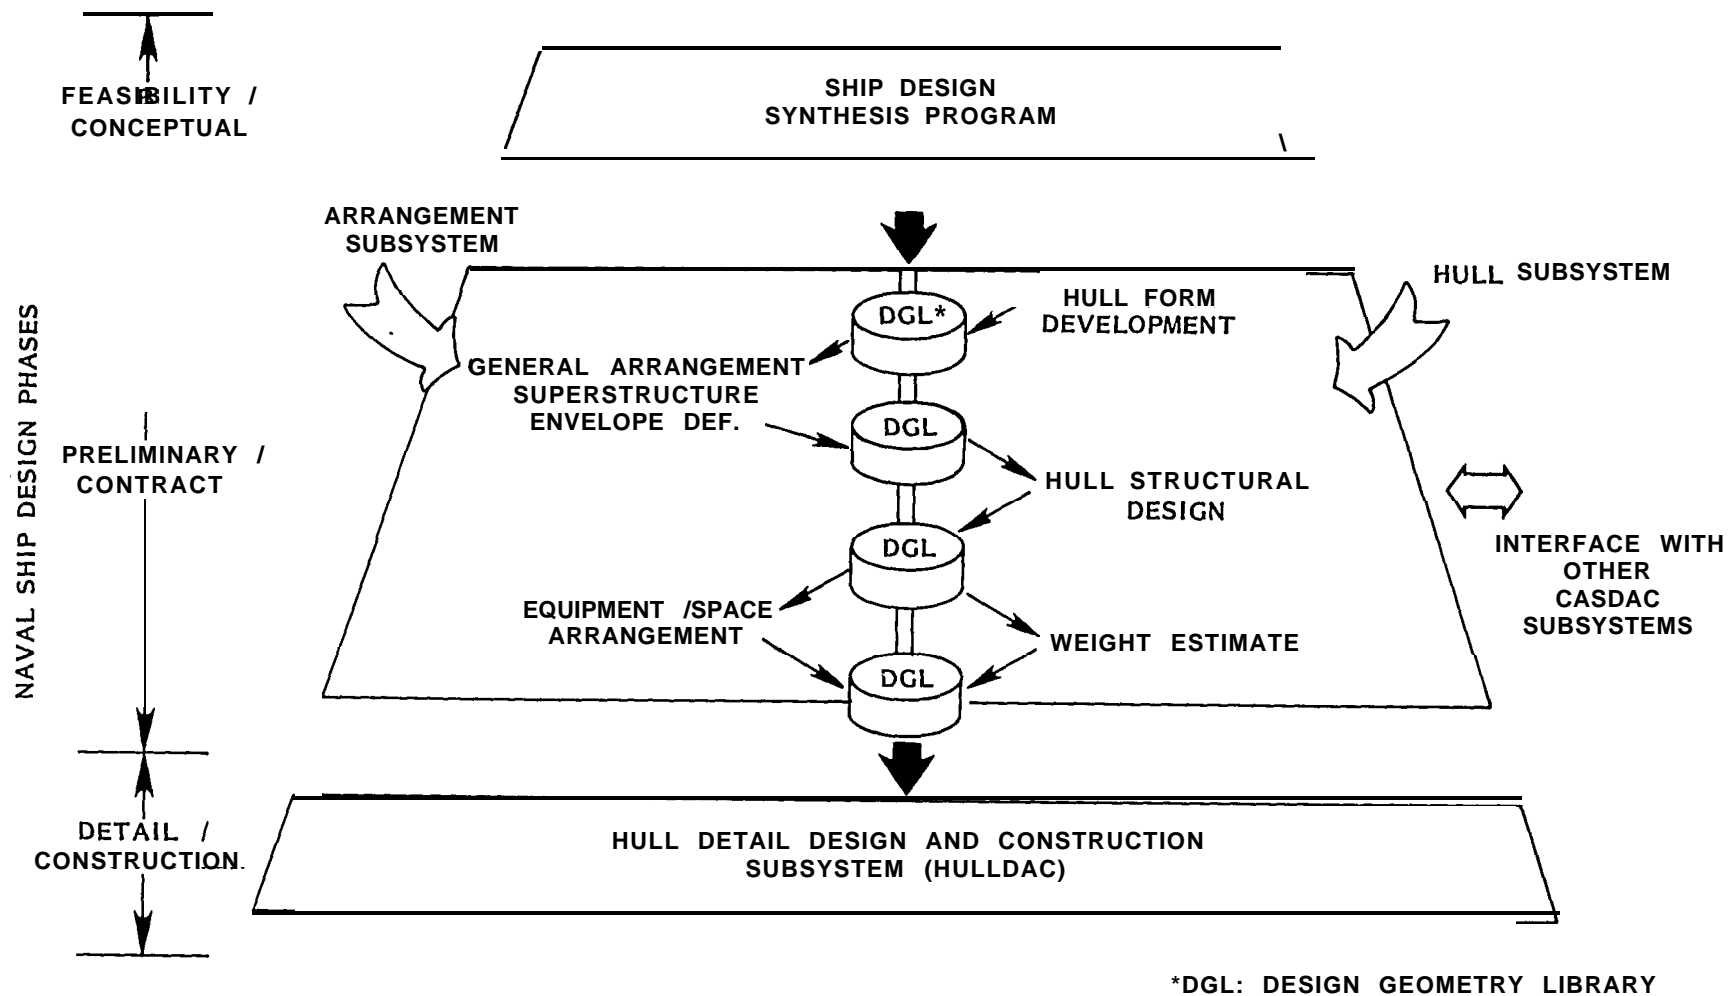 FEASIBILITY /
CONCEPTUAL
SHIP DESIGN
SYNTHESIS PROGRAM
ARRANGEMENT
SUBSYSTEM
HULL SUBSYSTEM
NAVAL SHIP DESIGN PHASES
DGL*
HULL FORM
DEVELOPMENT
GENERAL ARRANGEMENT
SUPERSTRUCTURE
ENVELOPE DEF.
DGL
PRELIMINARY /
CONTRACT
HULL STRUCTURAL
DESIGN
DGL
INTERFACE WITH
OTHER
CASDAC
SUBSYSTEMS
EQUIPMENT /SPACE
ARRANGEMENT
WEIGHT ESTIMATE
DGL
DETAIL /
CONSTRUCTION.
HULL DETAIL DESIGN AND CONSTRUCTION
SUBSYSTEM (HULLDAC)
*DGL: DESIGN GEOMETRY LIBRARY